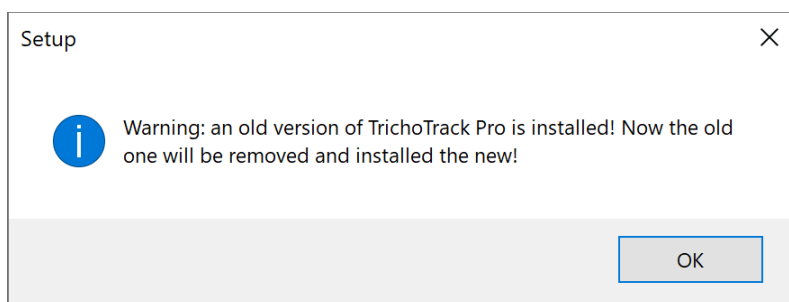 Setup
Warning: an old version of TrichoTrack Pro is installed! Now the old
one will be removed and installed the new!
OK